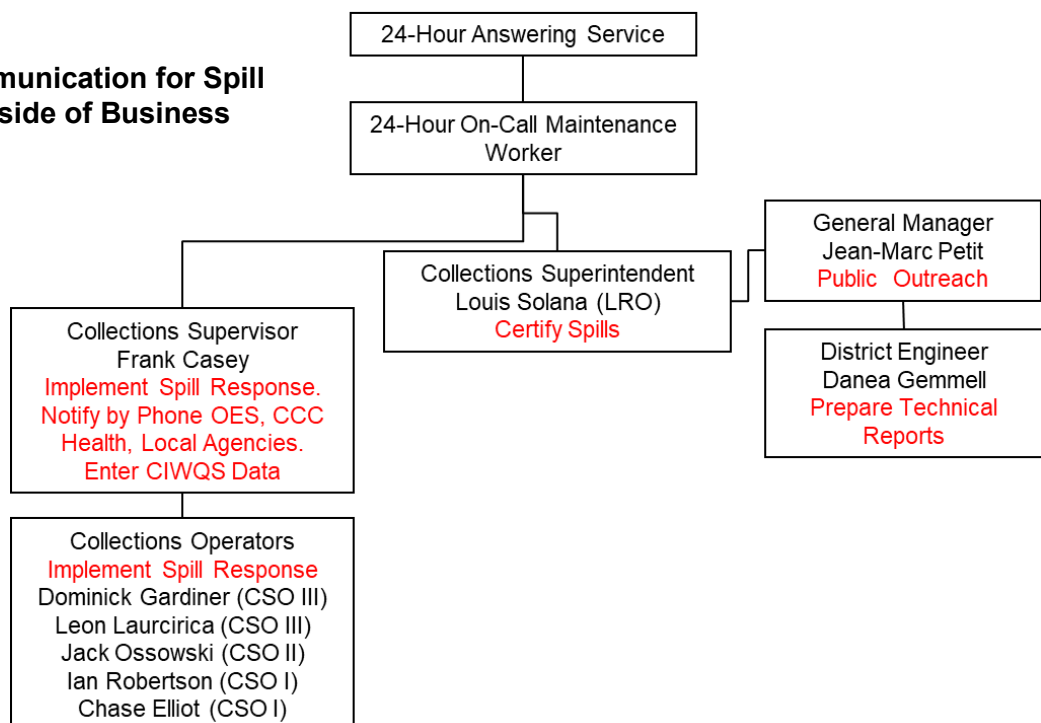 24-Hour Answering Service
munication for Spill
side of Business
24-Hour On-Call Maintenance
Worker
General Manager
Jean-Marc Petit
Public Outreach
Collections Superintendent
Louis Solana (LRO)
Certify Spills
District Engineer
Danea Gemmell
Prepare Technical
Reports
Collections Supervisor
Frank Casey
Implement Spill Response.
Notify by Phone OES, CCC
Health, Local Agencies.
Enter CIWQS Data
Collections Operators
Implement Spill Response
Dominick Gardiner (CSO III)
Leon Laurcirica (CSO III)
Jack Ossowski (CSO II)
Ian Robertson (CSO I)
Chase Elliot (CSO I)